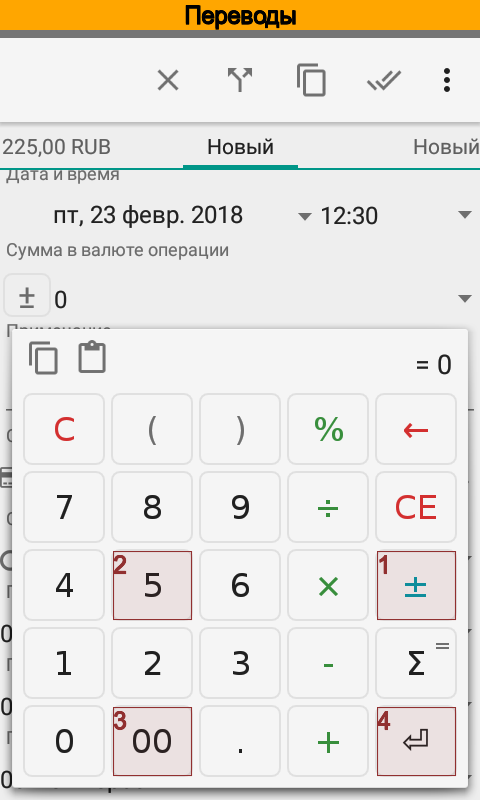 Переводы
225,00 RUB Новый Новый
Дата и время
пт, 23 февр. 2018 12:30
Сумма в валюте операции
± 0
Примечание
= 0
C ( ) % ←
7 8 9 ÷ CE
2 1
4 5 6 × ±
1 2 3 - Σ =
3 4
0 00 . + ⏎